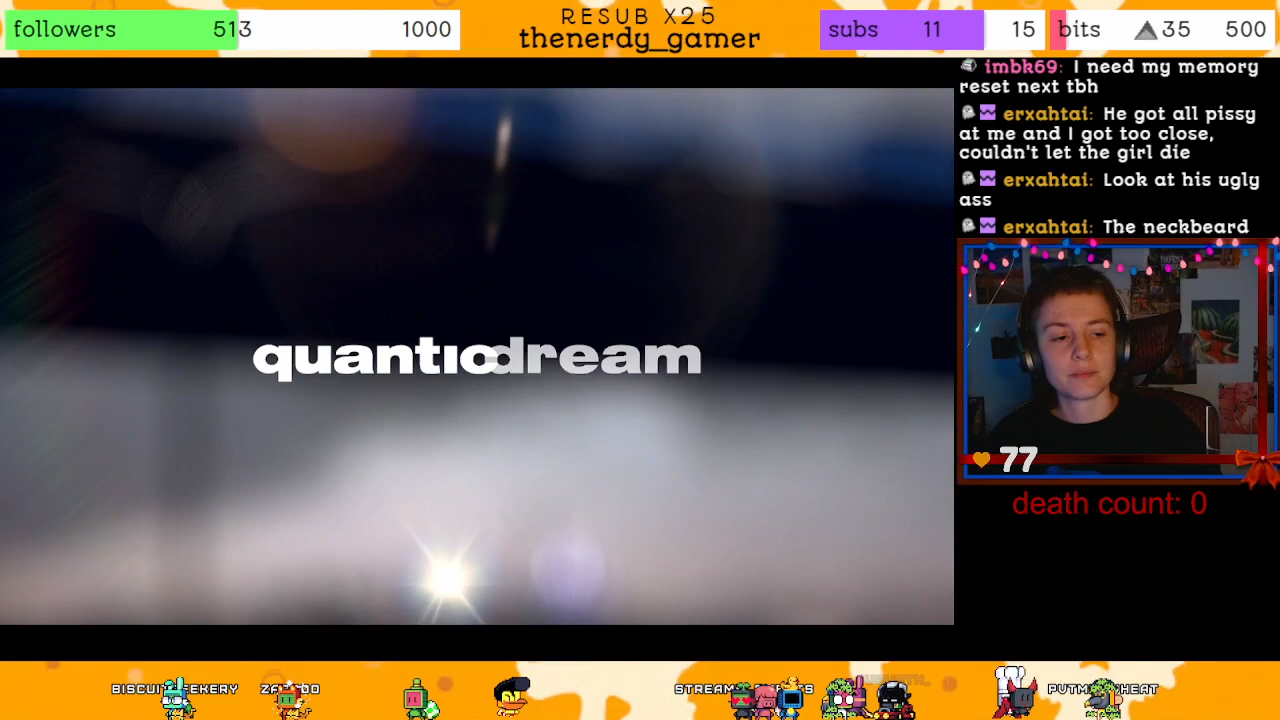 followers 513 1000
RESUB X25
thenerdy_gamer
subs 11 15
bits 35 500
imbk69: I need my memory
reset next tbh
erxahtai: He got all pissy
at me and I got too close,
couldn't let the girl die
erxahtai: Look at his ugly
ass
erxahtai: The neckbeard
quanticdream
77
death count: 0